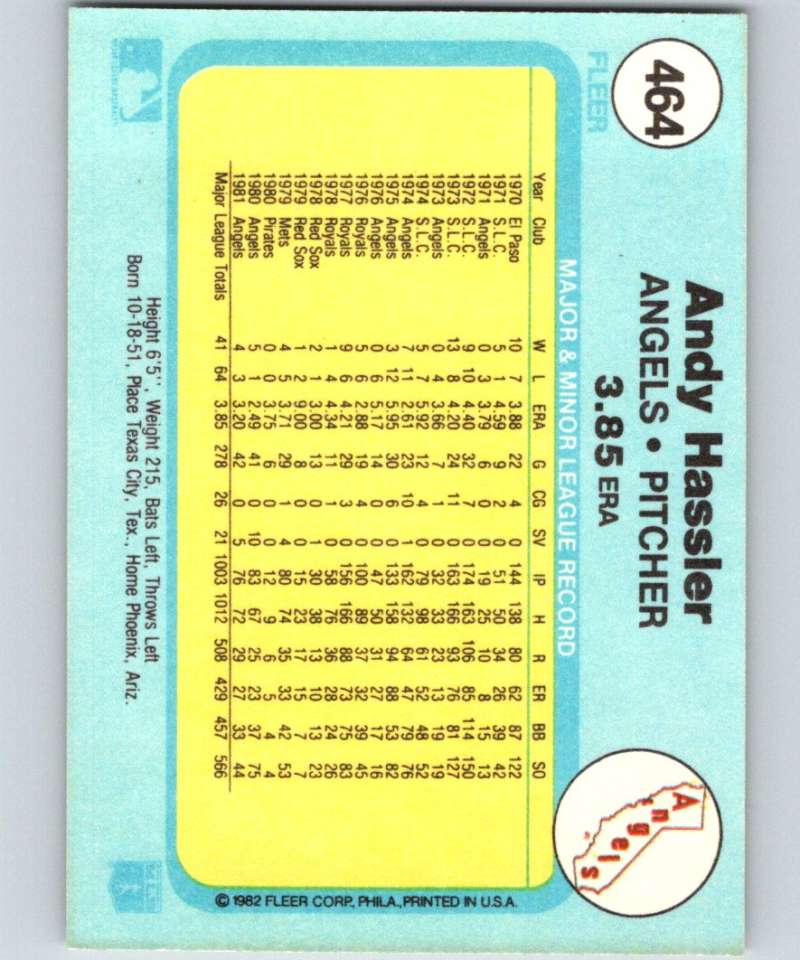 464
FLEER
Andy Hassler
ANGELS • PITCHER
3.85 ERA
Angels
MAJOR & MINOR LEAGUE RECORD
Year Club W L ERA G CG SV IP H R ER BB SO
1970 El Paso 10 7 3.88 22 4 0 144 138 80 62 87 122
1971 S.L.C. 5 1 4.59 9 2 0 51 50 34 26 39 42
1971 Angels 0 3 3.79 6 0 0 19 25 10 8 15 13
1972 S.L.C. 9 10 4.40 32 7 0 174 163 106 85 114 150
1973 S.L.C. 13 8 4.20 24 11 0 163 166 93 76 81 127
1973 Angels 0 4 3.66 7 1 0 32 33 23 13 19 19
1974 S.L.C. 5 7 5.92 12 4 0 79 98 61 52 48 52
1974 Angels 7 11 2.61 23 10 1 162 132 64 47 79 76
1975 Angels 3 12 5.95 30 6 0 133 158 94 88 53 82
1976 Angels 0 6 5.17 14 0 0 47 50 31 27 17 16
1976 Royals 5 6 2.88 19 4 0 100 89 37 32 39 45
1977 Royals 9 6 4.21 29 3 0 156 166 88 73 75 83
1978 Royals 1 4 4.34 11 1 0 58 76 36 28 24 26
1978 Red Sox 2 1 3.00 13 0 1 30 38 13 10 13 23
1979 Red Sox 1 2 9.00 8 0 0 15 23 17 15 7 7
1979 Mets 4 5 3.71 29 1 4 80 74 35 33 42 53
1980 Pirates 0 0 3.75 6 0 0 12 9 6 5 4 4
1980 Angels 5 1 2.49 41 0 10 83 67 25 23 37 75
1981 Angels 4 3 3.20 42 0 5 76 72 29 27 33 44
Major League Totals 41 64 3.85 278 26 21 1003 1012 508 429 457 566
© 1982 FLEER CORP., PHILA., PRINTED IN U.S.A.
Height 6'5'', Weight 215, Bats Left, Throws Left
Born 10-18-51, Place Texas City, Tex., Home Phoenix, Ariz.